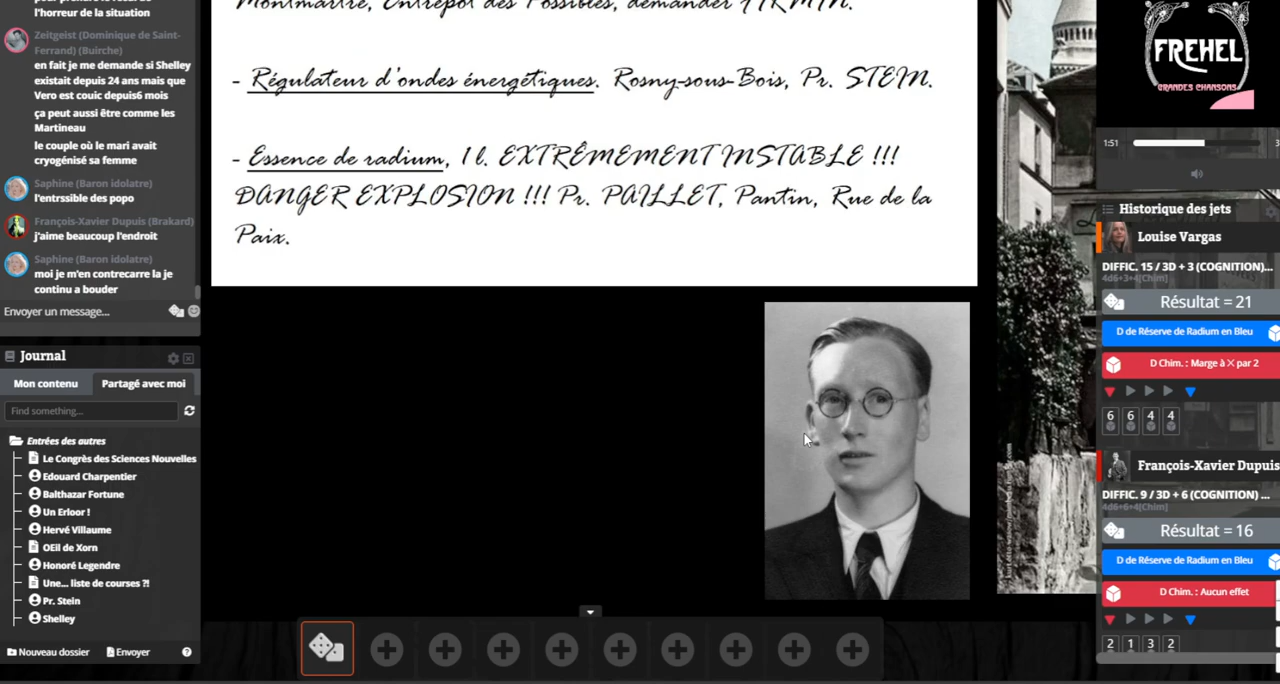 l'horreur de la situation
Zeitgeist (Dominique de Saint-
Ferrand) (Buirche)
en fait je me demande si Shelley
existait depuis 24 ans mais que
Vero est couic depuis6 mois
ça peut aussi être comme les
Martineau
le couple où le mari avait
cryogénisé sa femme
Saphine (Baron idolatre)
l'entrssible des popo
François-Xavier Dupuis (Brakard)
j'aime beaucoup l'endroit
Saphine (Baron idolatre)
moi je m'en contrecarre la je
continu a bouder
Envoyer un message...
Journal
Mon contenu
Partagé avec moi
Find something...
Entrées des autres
Le Congrès des Sciences Nouvelles
Edouard Charpentier
Balthazar Fortune
Un Erloor !
Hervé Villaume
OEil de Xorn
Honoré Legendre
Une... liste de courses ?!
Pr. Stein
Shelley
Nouveau dossier
Envoyer
?
Montmartre, Entrepôt des Possibles, demander FIRMIN.
- Régulateur d'ondes énergétiques. Rosny-sous-Bois, Pr. STEIN.
- Essence de radium, 1 l. EXTRÊMEMENT INSTABLE !!!
DANGER EXPLOSION !!! Pr. PAILLET, Pantin, Rue de la
Paix.
FREHEL
GRANDES CHANSONS
1:51
Historique des jets
Louise Vargas
DIFFIC. 15 / 3D + 3 (COGNITION)...
4d6+3+4[Chim]
Résultat = 21
D de Réserve de Radium en Bleu
D Chim. : Marge à X par 2
6 6 4 4
François-Xavier Dupuis
DIFFIC. 9 / 3D + 6 (COGNITION) ...
4d6+6+4[Chim]
Résultat = 16
D de Réserve de Radium en Bleu
D Chim. : Aucun effet
2 1 3 2